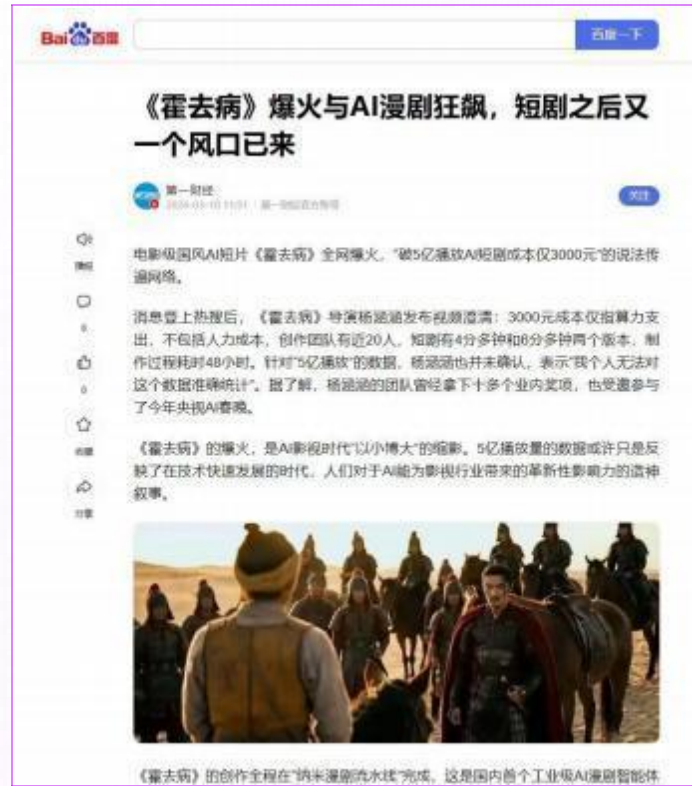 Bai du 百度
百度一下
《霍去病》爆火与AI漫剧狂飙，短剧之后又
一个风口已来
第一财经
关注
电影级国风AI短片《霍去病》全网爆火，“破5亿播放AI短剧成本仅3000元”的说法传
遍网络。
消息登上热搜后，《霍去病》导演杨涵涵发布视频澄清：3000元成本仅指算力支
出，不包括人力成本，创作团队有近20人，短剧有4分多钟和6分多钟两个版本，制
作过程耗时48小时。针对“5亿播放”的数据，杨涵涵也并未确认，表示“我个人无法对
这个数据准确统计”。据了解，杨涵涵的团队曾经拿下十多个业内奖项，也受邀参与
了今年央视AI春晚。
0
0
收藏
《霍去病》的爆火，是AI影视时代“以小博大”的缩影。5亿播放量的数据或许只是反
映了在技术快速发展的时代，人们对于AI能为影视行业带来的革新性影响力的造神
叙事。
分享
《霍去病》的创作全程在“纳米漫剧流水线”完成，这是国内首个工业级AI漫剧智能体